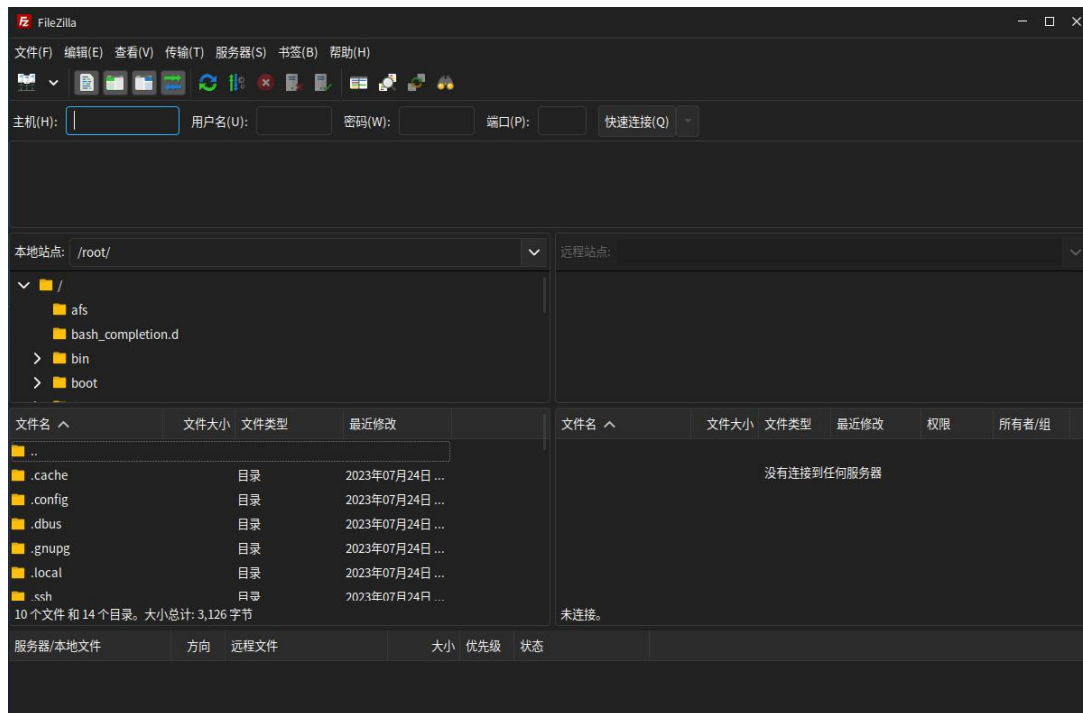 FileZilla
文件(F) 编辑(E) 查看(V) 传输(T) 服务器(S) 书签(B) 帮助(H)
主机(H): 用户名(U): 密码(W): 端口(P): 快速连接(Q)
本地站点: /root/
远程站点:
/
afs
bash_completion.d
bin
boot
文件名 文件大小 文件类型 最近修改
..
.cache 目录 2023年07月24日 ...
.config 目录 2023年07月24日 ...
.dbus 目录 2023年07月24日 ...
.gnupg 目录 2023年07月24日 ...
.local 目录 2023年07月24日 ...
.ssh 目录 2023年07月24日 ...
10 个文件 和 14 个目录。大小总计: 3,126 字节
文件名 文件大小 文件类型 最近修改 权限 所有者/组
没有连接到任何服务器
未连接。
服务器/本地文件 方向 远程文件 大小 优先级 状态